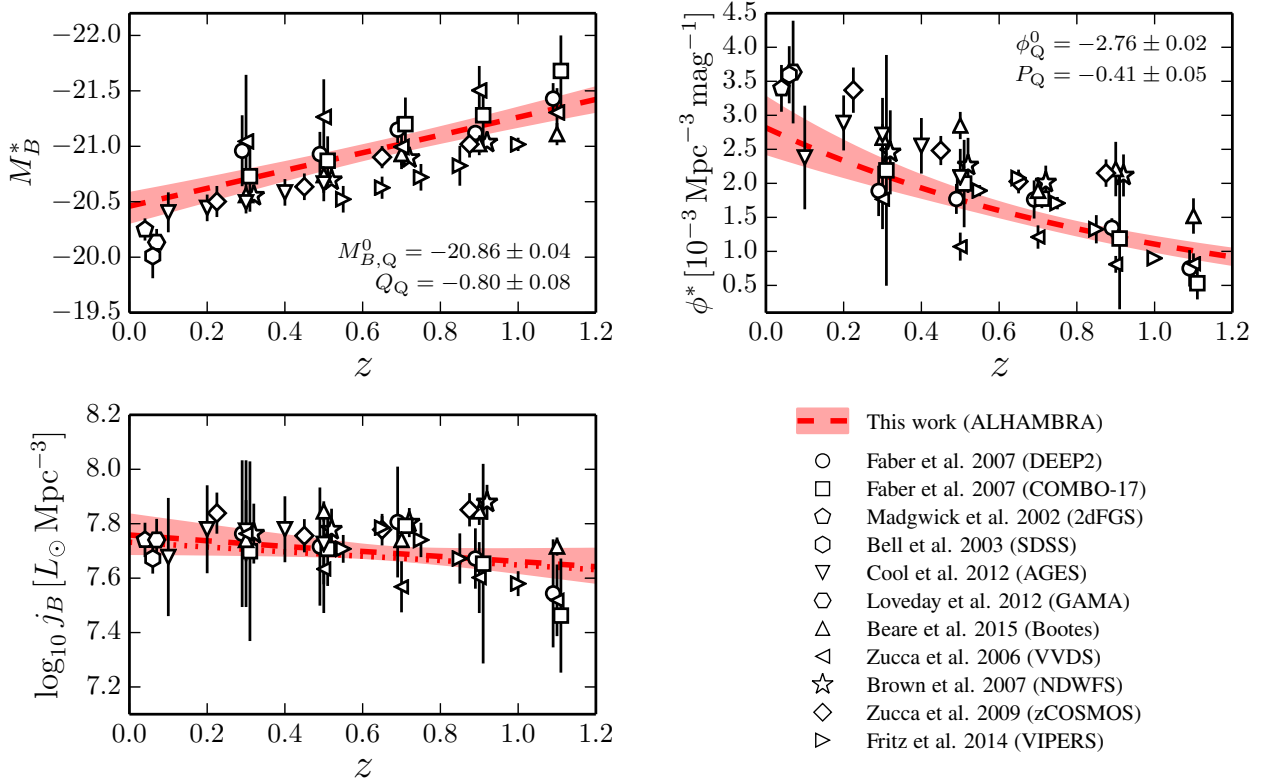 −22.0
−21.5
−21.0
−20.5
−20.0
−19.5
M*B
M⁰B,Q = −20.86 ± 0.04
QQ = −0.80 ± 0.08
0.0 0.2 0.4 0.6 0.8 1.0 1.2
z
4.5
4.0
3.5
3.0
2.5
2.0
1.5
1.0
0.5
ϕ* [10⁻³ Mpc⁻³ mag⁻¹]
ϕ⁰Q = −2.76 ± 0.02
PQ = −0.41 ± 0.05
0.0 0.2 0.4 0.6 0.8 1.0 1.2
z
8.2
8.0
7.8
7.6
7.4
7.2
log₁₀ jB [L⊙ Mpc⁻³]
0.0 0.2 0.4 0.6 0.8 1.0 1.2
z
This work (ALHAMBRA)
Faber et al. 2007 (DEEP2)
Faber et al. 2007 (COMBO-17)
Madgwick et al. 2002 (2dFGS)
Bell et al. 2003 (SDSS)
Cool et al. 2012 (AGES)
Loveday et al. 2012 (GAMA)
Beare et al. 2015 (Bootes)
Zucca et al. 2006 (VVDS)
Brown et al. 2007 (NDWFS)
Zucca et al. 2009 (zCOSMOS)
Fritz et al. 2014 (VIPERS)